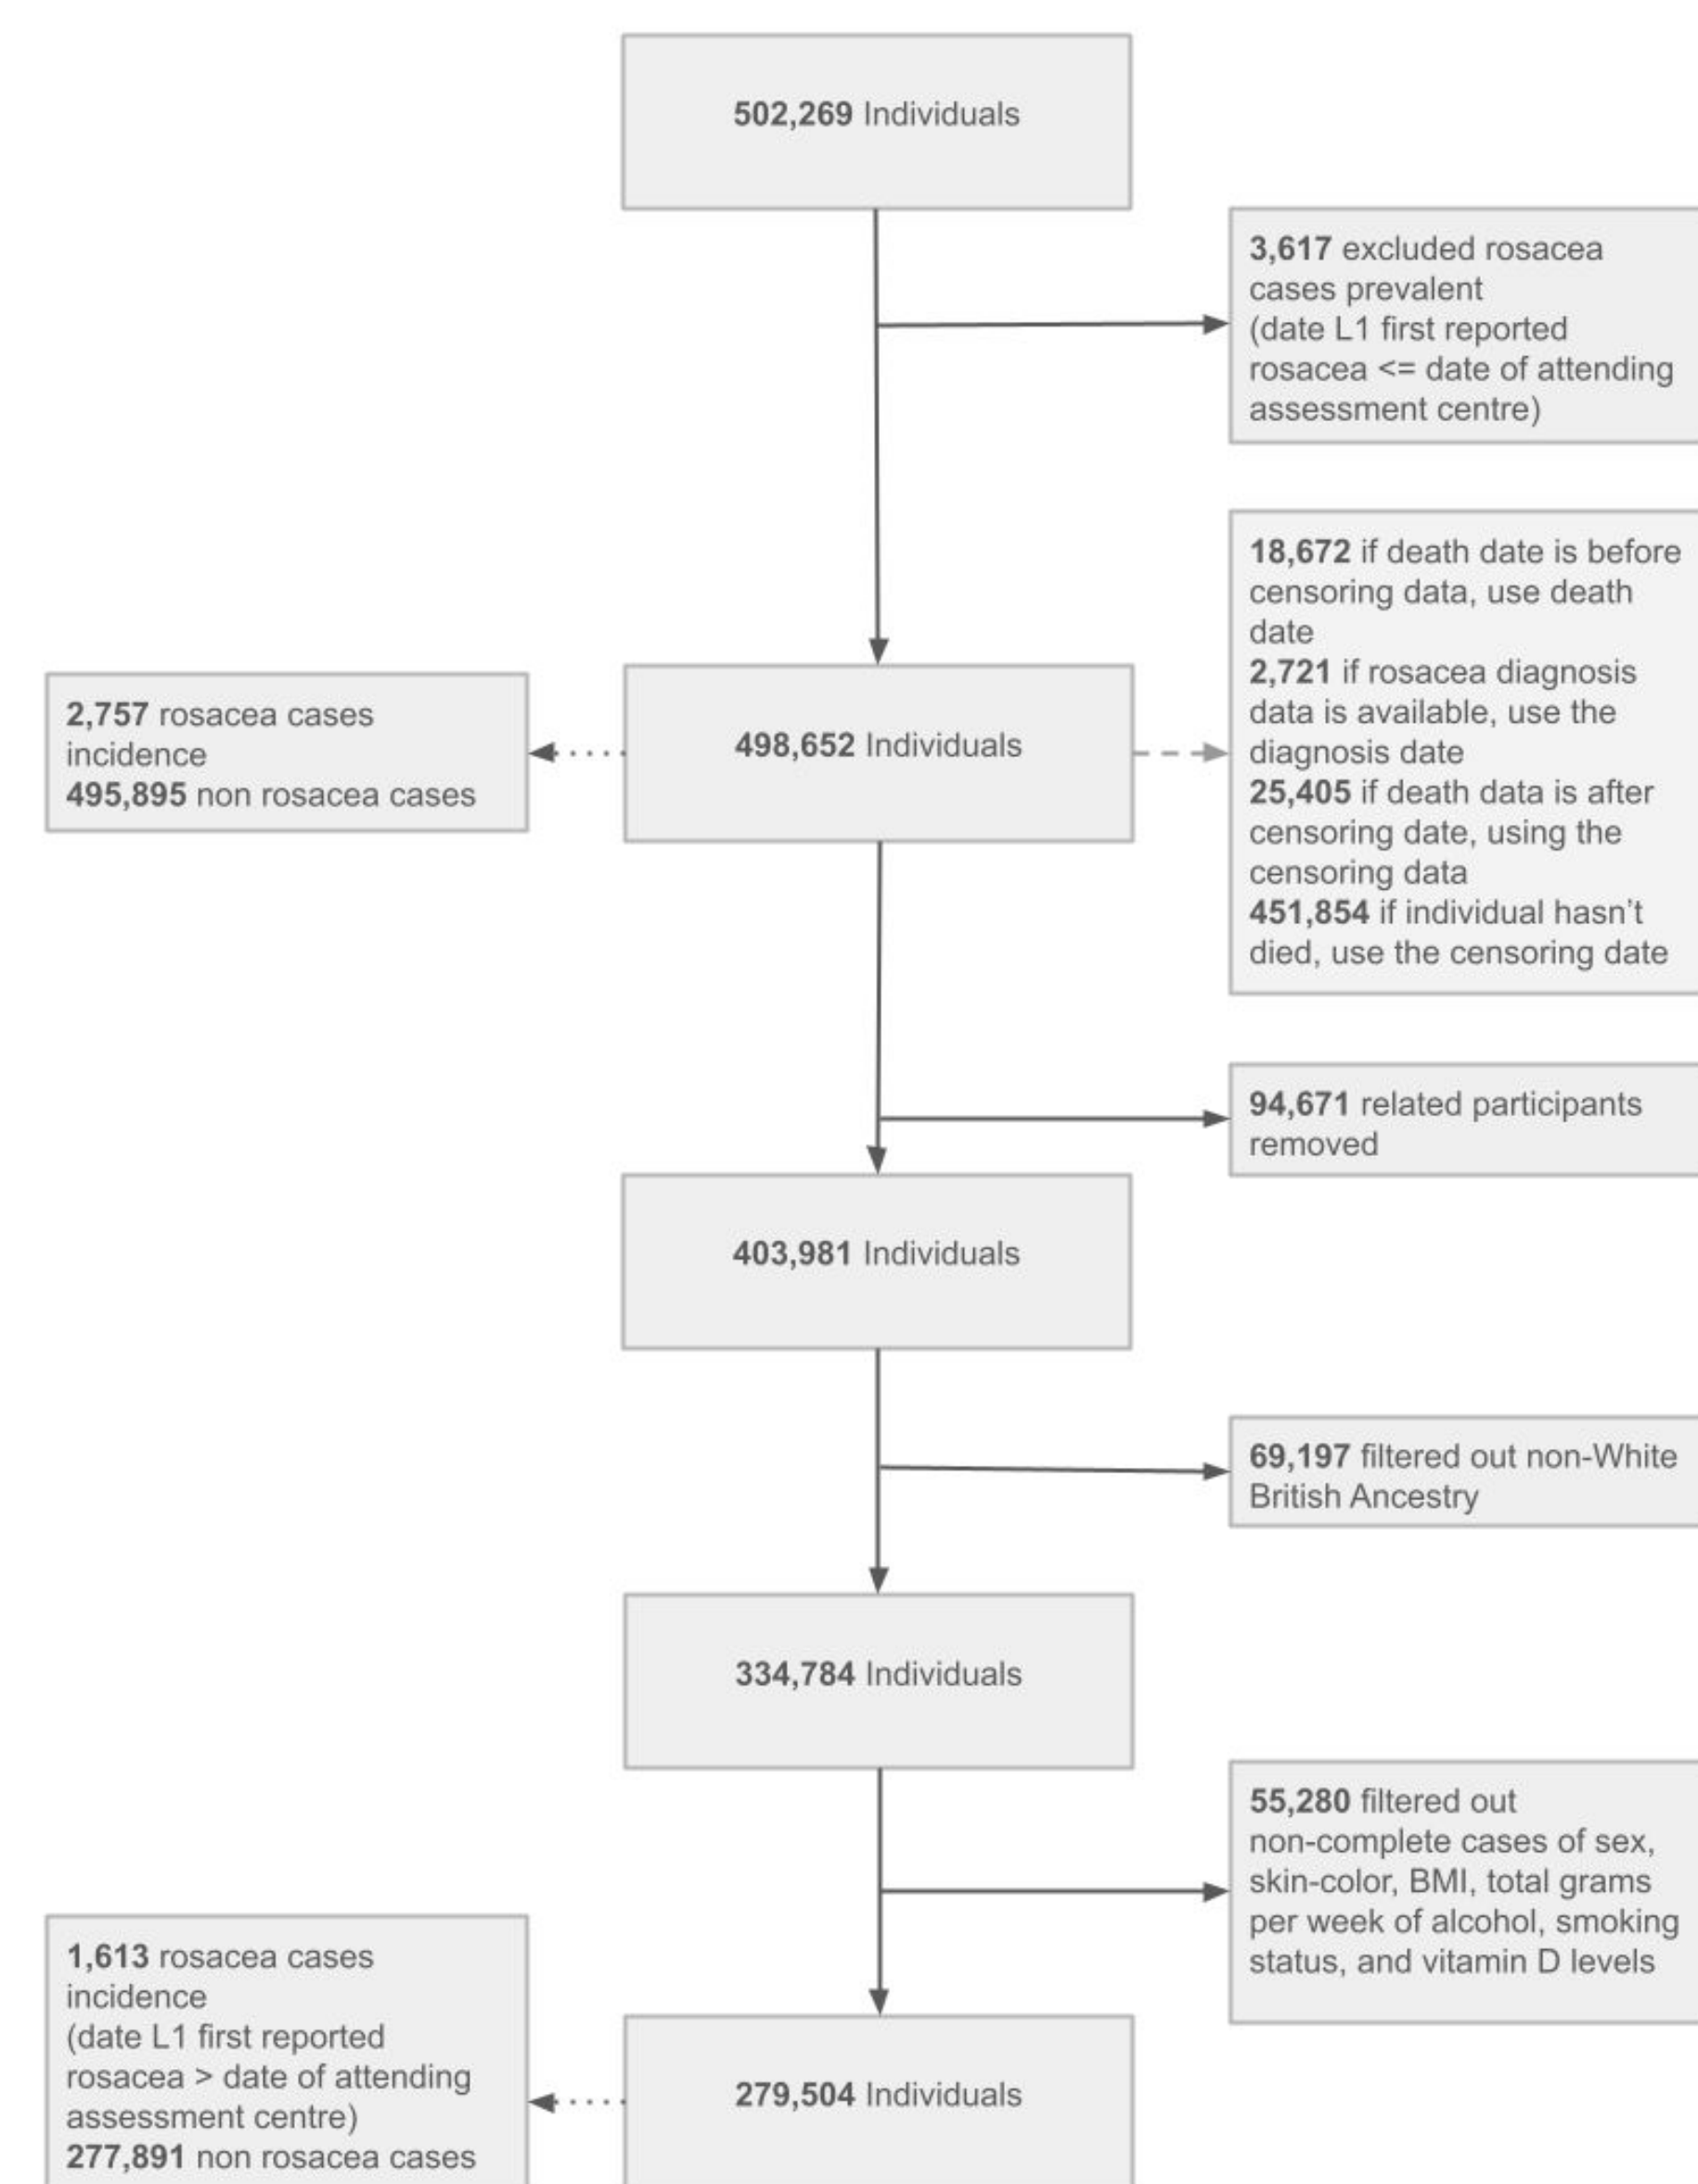 502,269 Individuals
3,617 excluded rosacea
cases prevalent
(date L1 first reported
rosacea <= date of attending
assessment centre)
18,672 if death date is before
censoring data, use death
date
2,721 if rosacea diagnosis
data is available, use the
diagnosis date
25,405 if death data is after
censoring date, using the
censoring data
451,854 if individual hasn't
died, use the censoring date
2,757 rosacea cases
incidence
495,895 non rosacea cases
498,652 Individuals
94,671 related participants
removed
403,981 Individuals
69,197 filtered out non-White
British Ancestry
334,784 Individuals
55,280 filtered out
non-complete cases of sex,
skin-color, BMI, total grams
per week of alcohol, smoking
status, and vitamin D levels
1,613 rosacea cases
incidence
(date L1 first reported
rosacea > date of attending
assessment centre)
277,891 non rosacea cases
279,504 Individuals